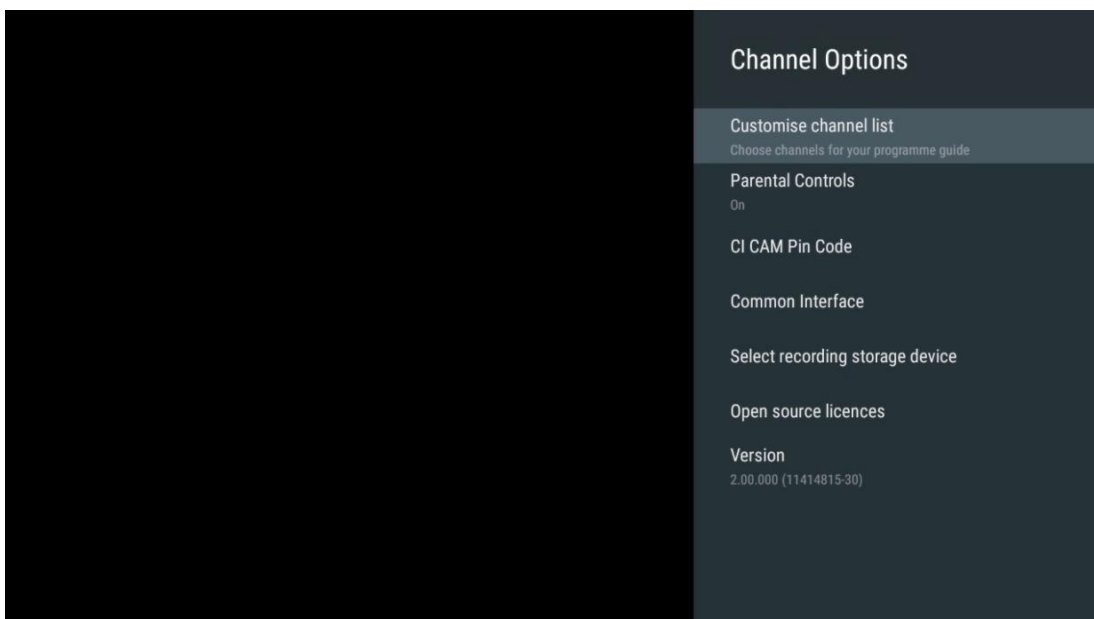 Channel Options
Customise channel list
Choose channels for your programme guide
Parental Controls
On
CI CAM Pin Code
Common Interface
Select recording storage device
Open source licences
Version
2.00.000 (11414815-30)